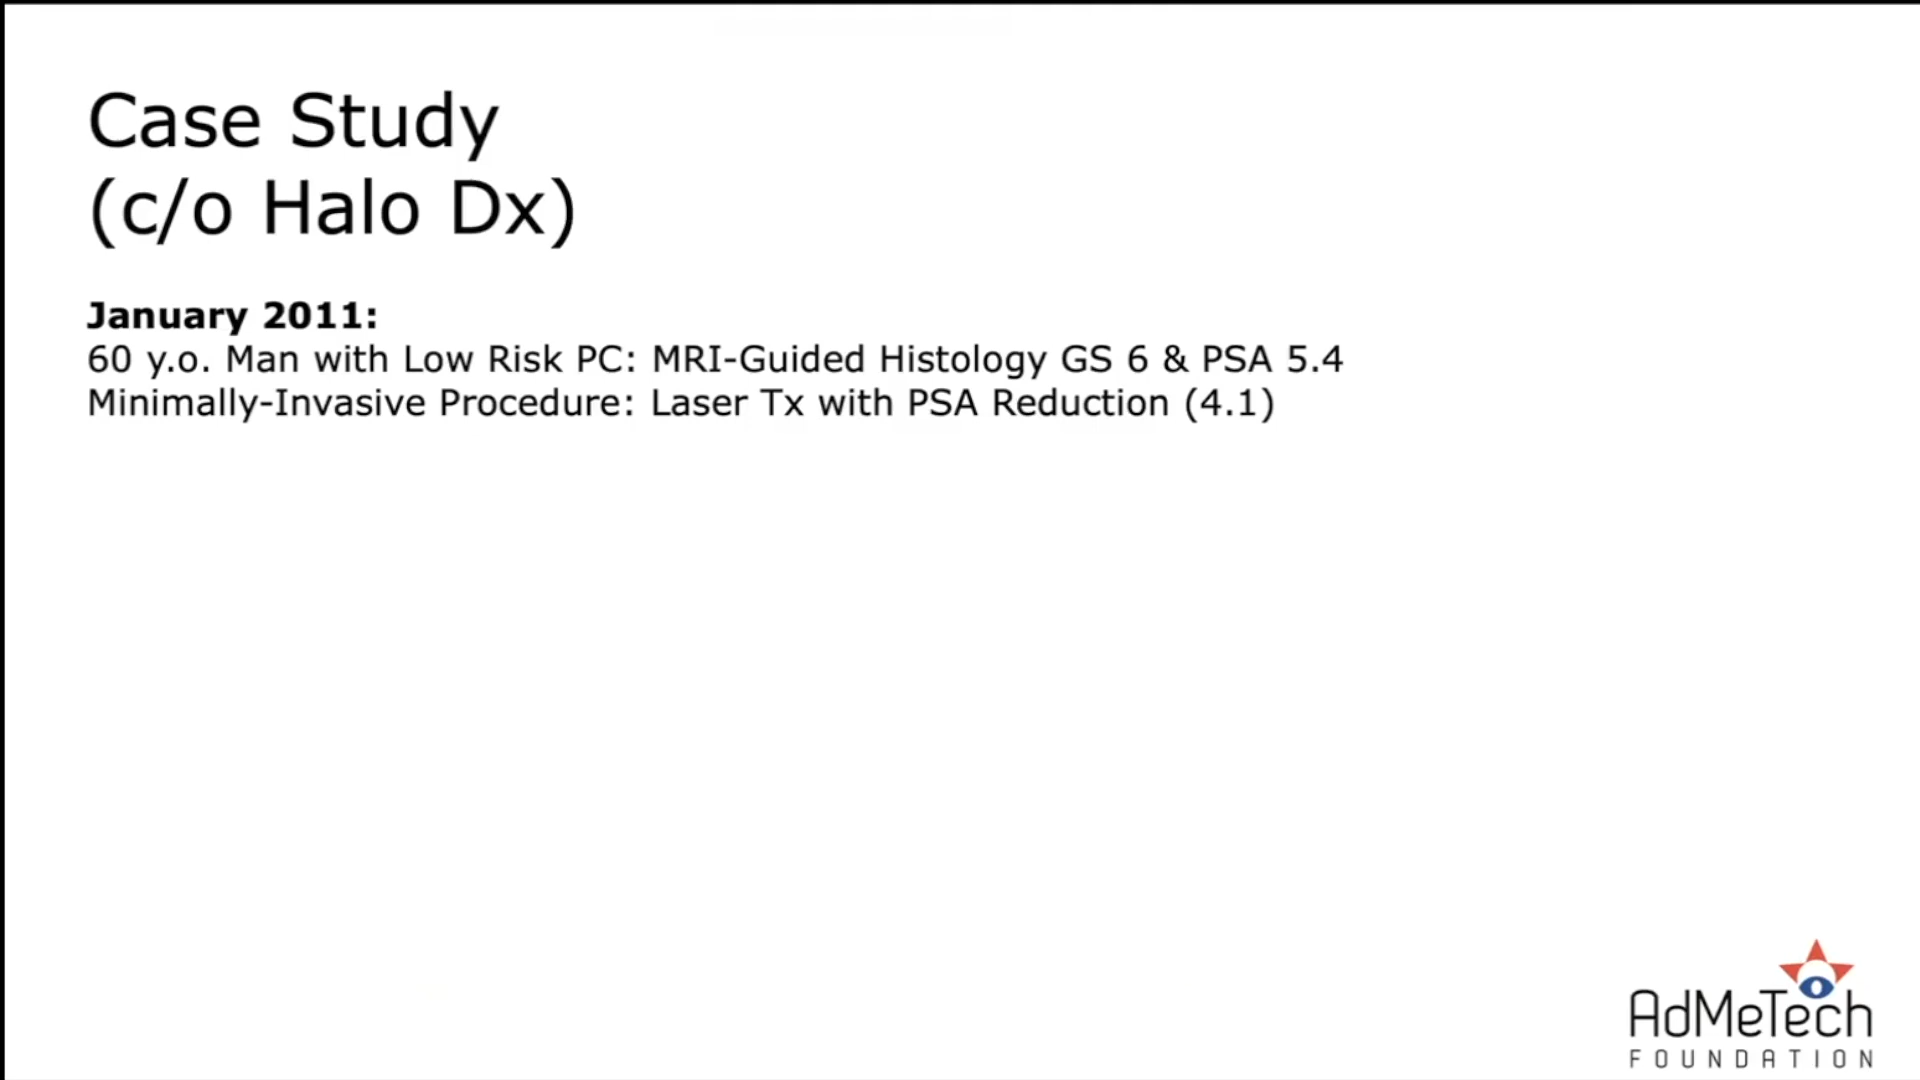 Case Study
(c/o Halo Dx)
January 2011:
60 y.o. Man with Low Risk PC: MRI-Guided Histology GS 6 & PSA 5.4
Minimally-Invasive Procedure: Laser Tx with PSA Reduction (4.1)
AdMeTech
FOUNDATION